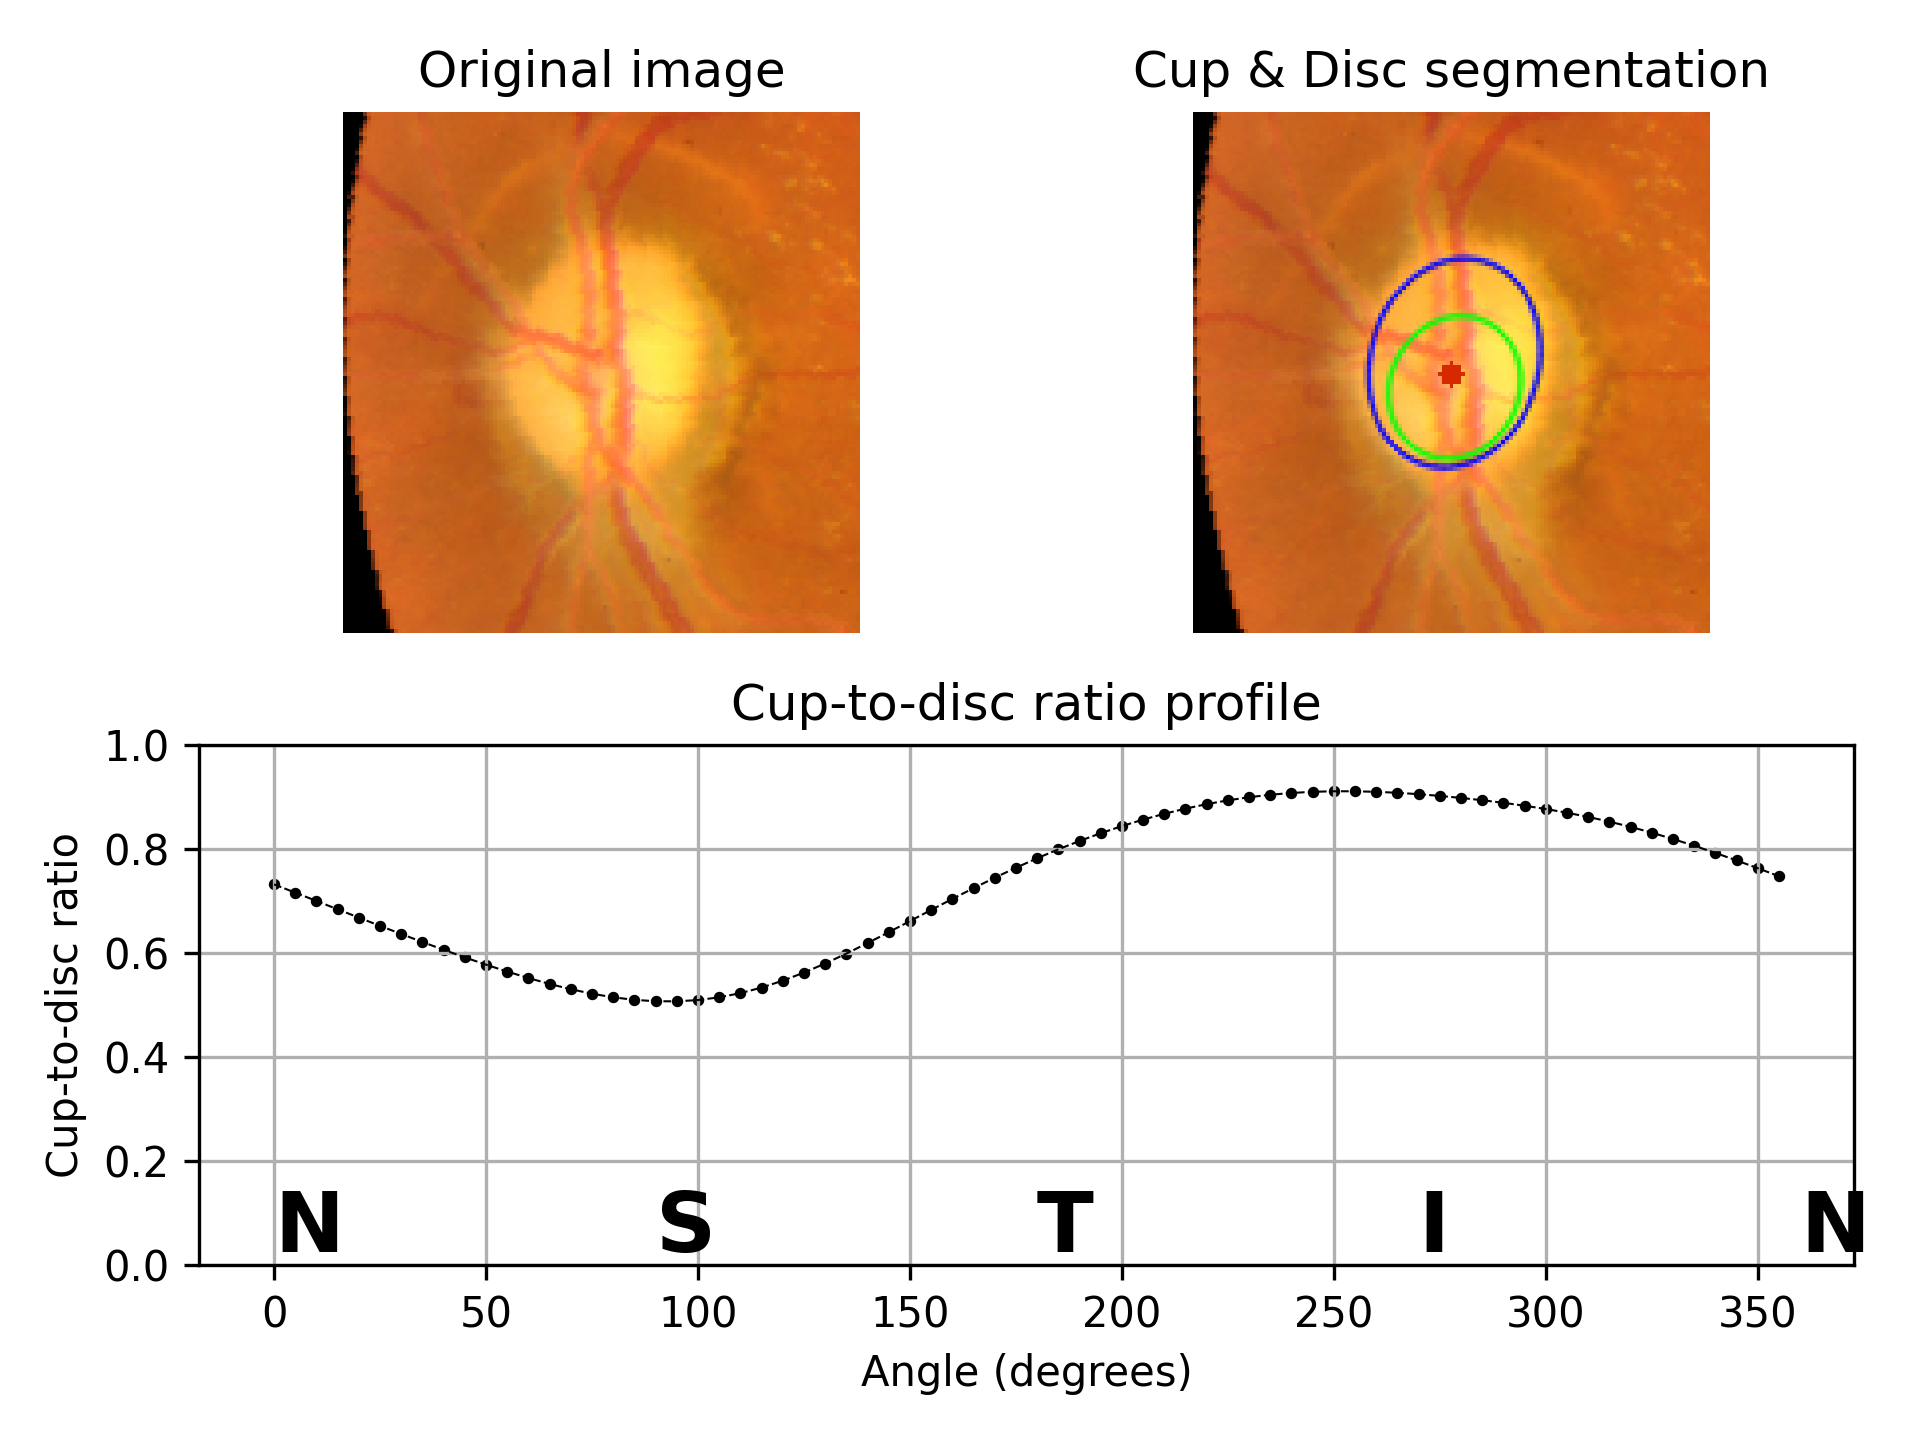 Original image
Cup & Disc segmentation
Cup-to-disc ratio profile
Cup-to-disc ratio
1.0
0.8
0.6
0.4
0.2
0.0
N S T I N
0 50 100 150 200 250 300 350
Angle (degrees)